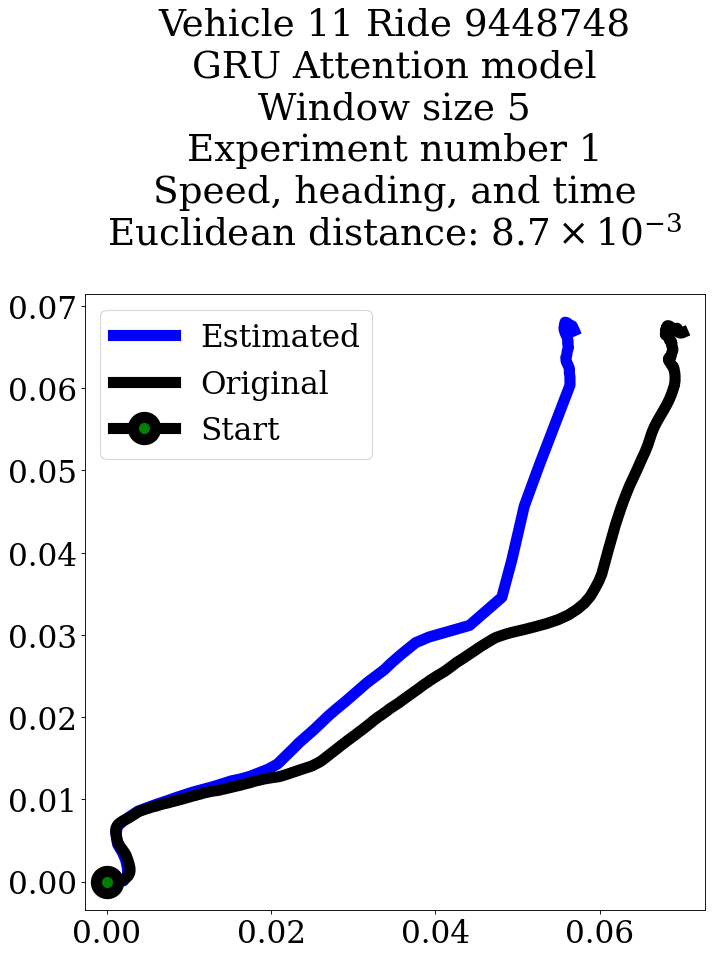 Vehicle 11 Ride 9448748
GRU Attention model
Window size 5
Experiment number 1
Speed, heading, and time
Euclidean distance: 8.7 × 10⁻³
0.07
0.06
0.05
0.04
0.03
0.02
0.01
0.00
Estimated
Original
Start
0.00 0.02 0.04 0.06